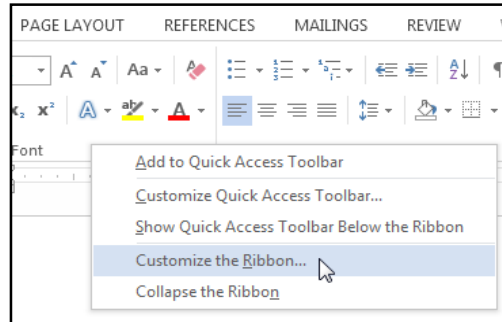 PAGE LAYOUT REFERENCES MAILINGS REVIEW
Aa
Font
Add to Quick Access Toolbar
Customize Quick Access Toolbar...
Show Quick Access Toolbar Below the Ribbon
Customize the Ribbon...
Collapse the Ribbon